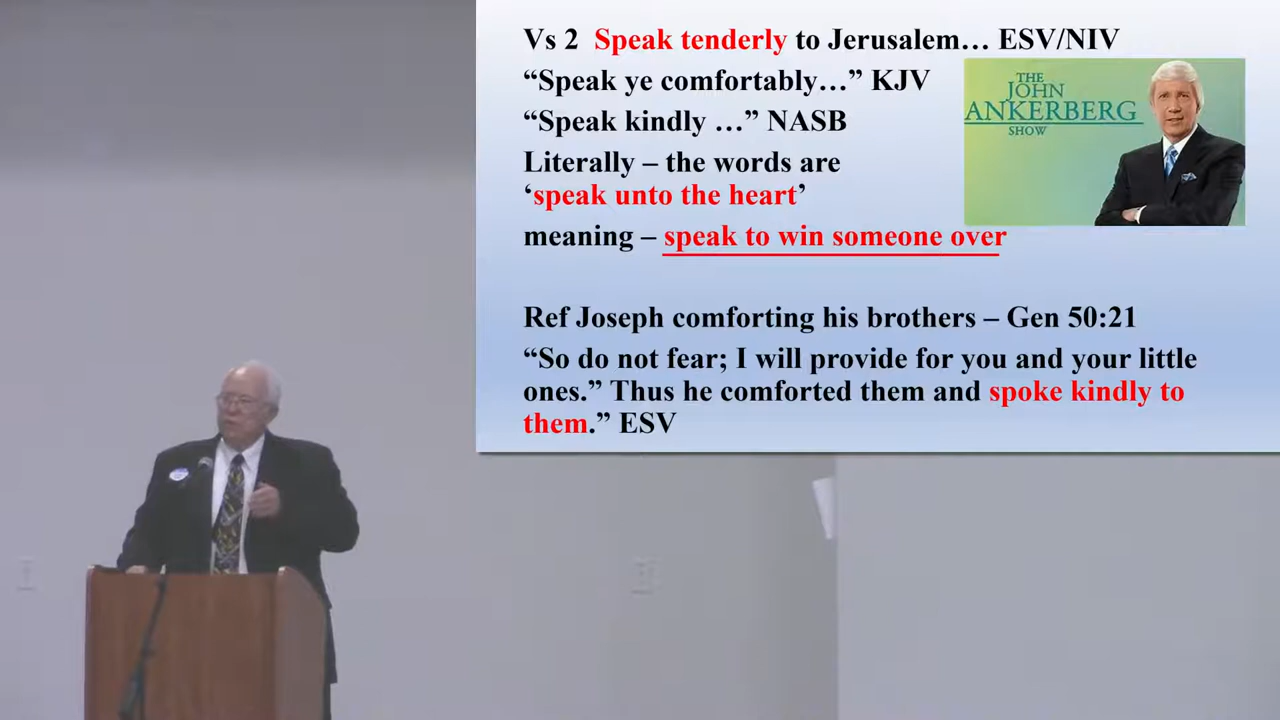 Vs 2 Speak tenderly to Jerusalem… ESV/NIV
“Speak ye comfortably…” KJV
“Speak kindly …” NASB
Literally – the words are
‘speak unto the heart’
meaning – speak to win someone over
THE
JOHN
ANKERBERG
SHOW
Ref Joseph comforting his brothers – Gen 50:21
“So do not fear; I will provide for you and your little
ones.” Thus he comforted them and spoke kindly to
them.” ESV